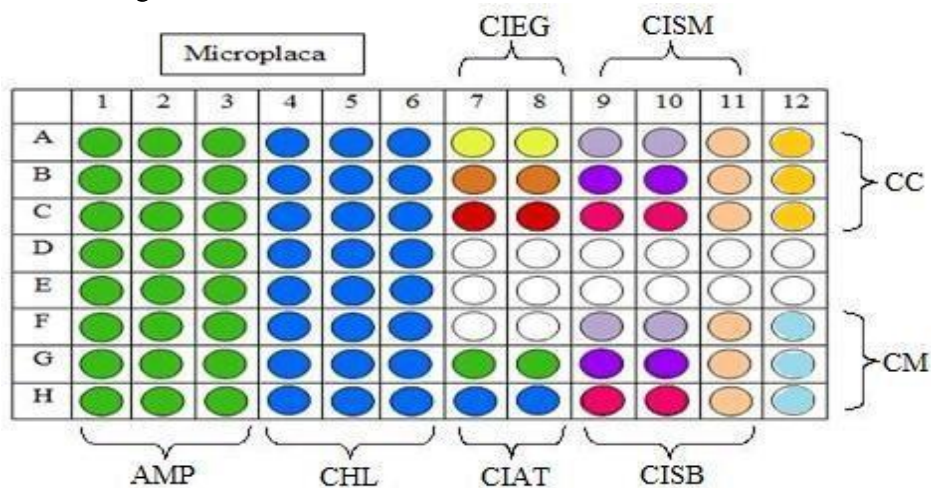 CIEG CISM
Microplaca
1 2 3 4 5 6 7 8 9 10 11 12
A
B
C
CC
D
E
F
G
CM
H
AMP CHL CIAT CISB